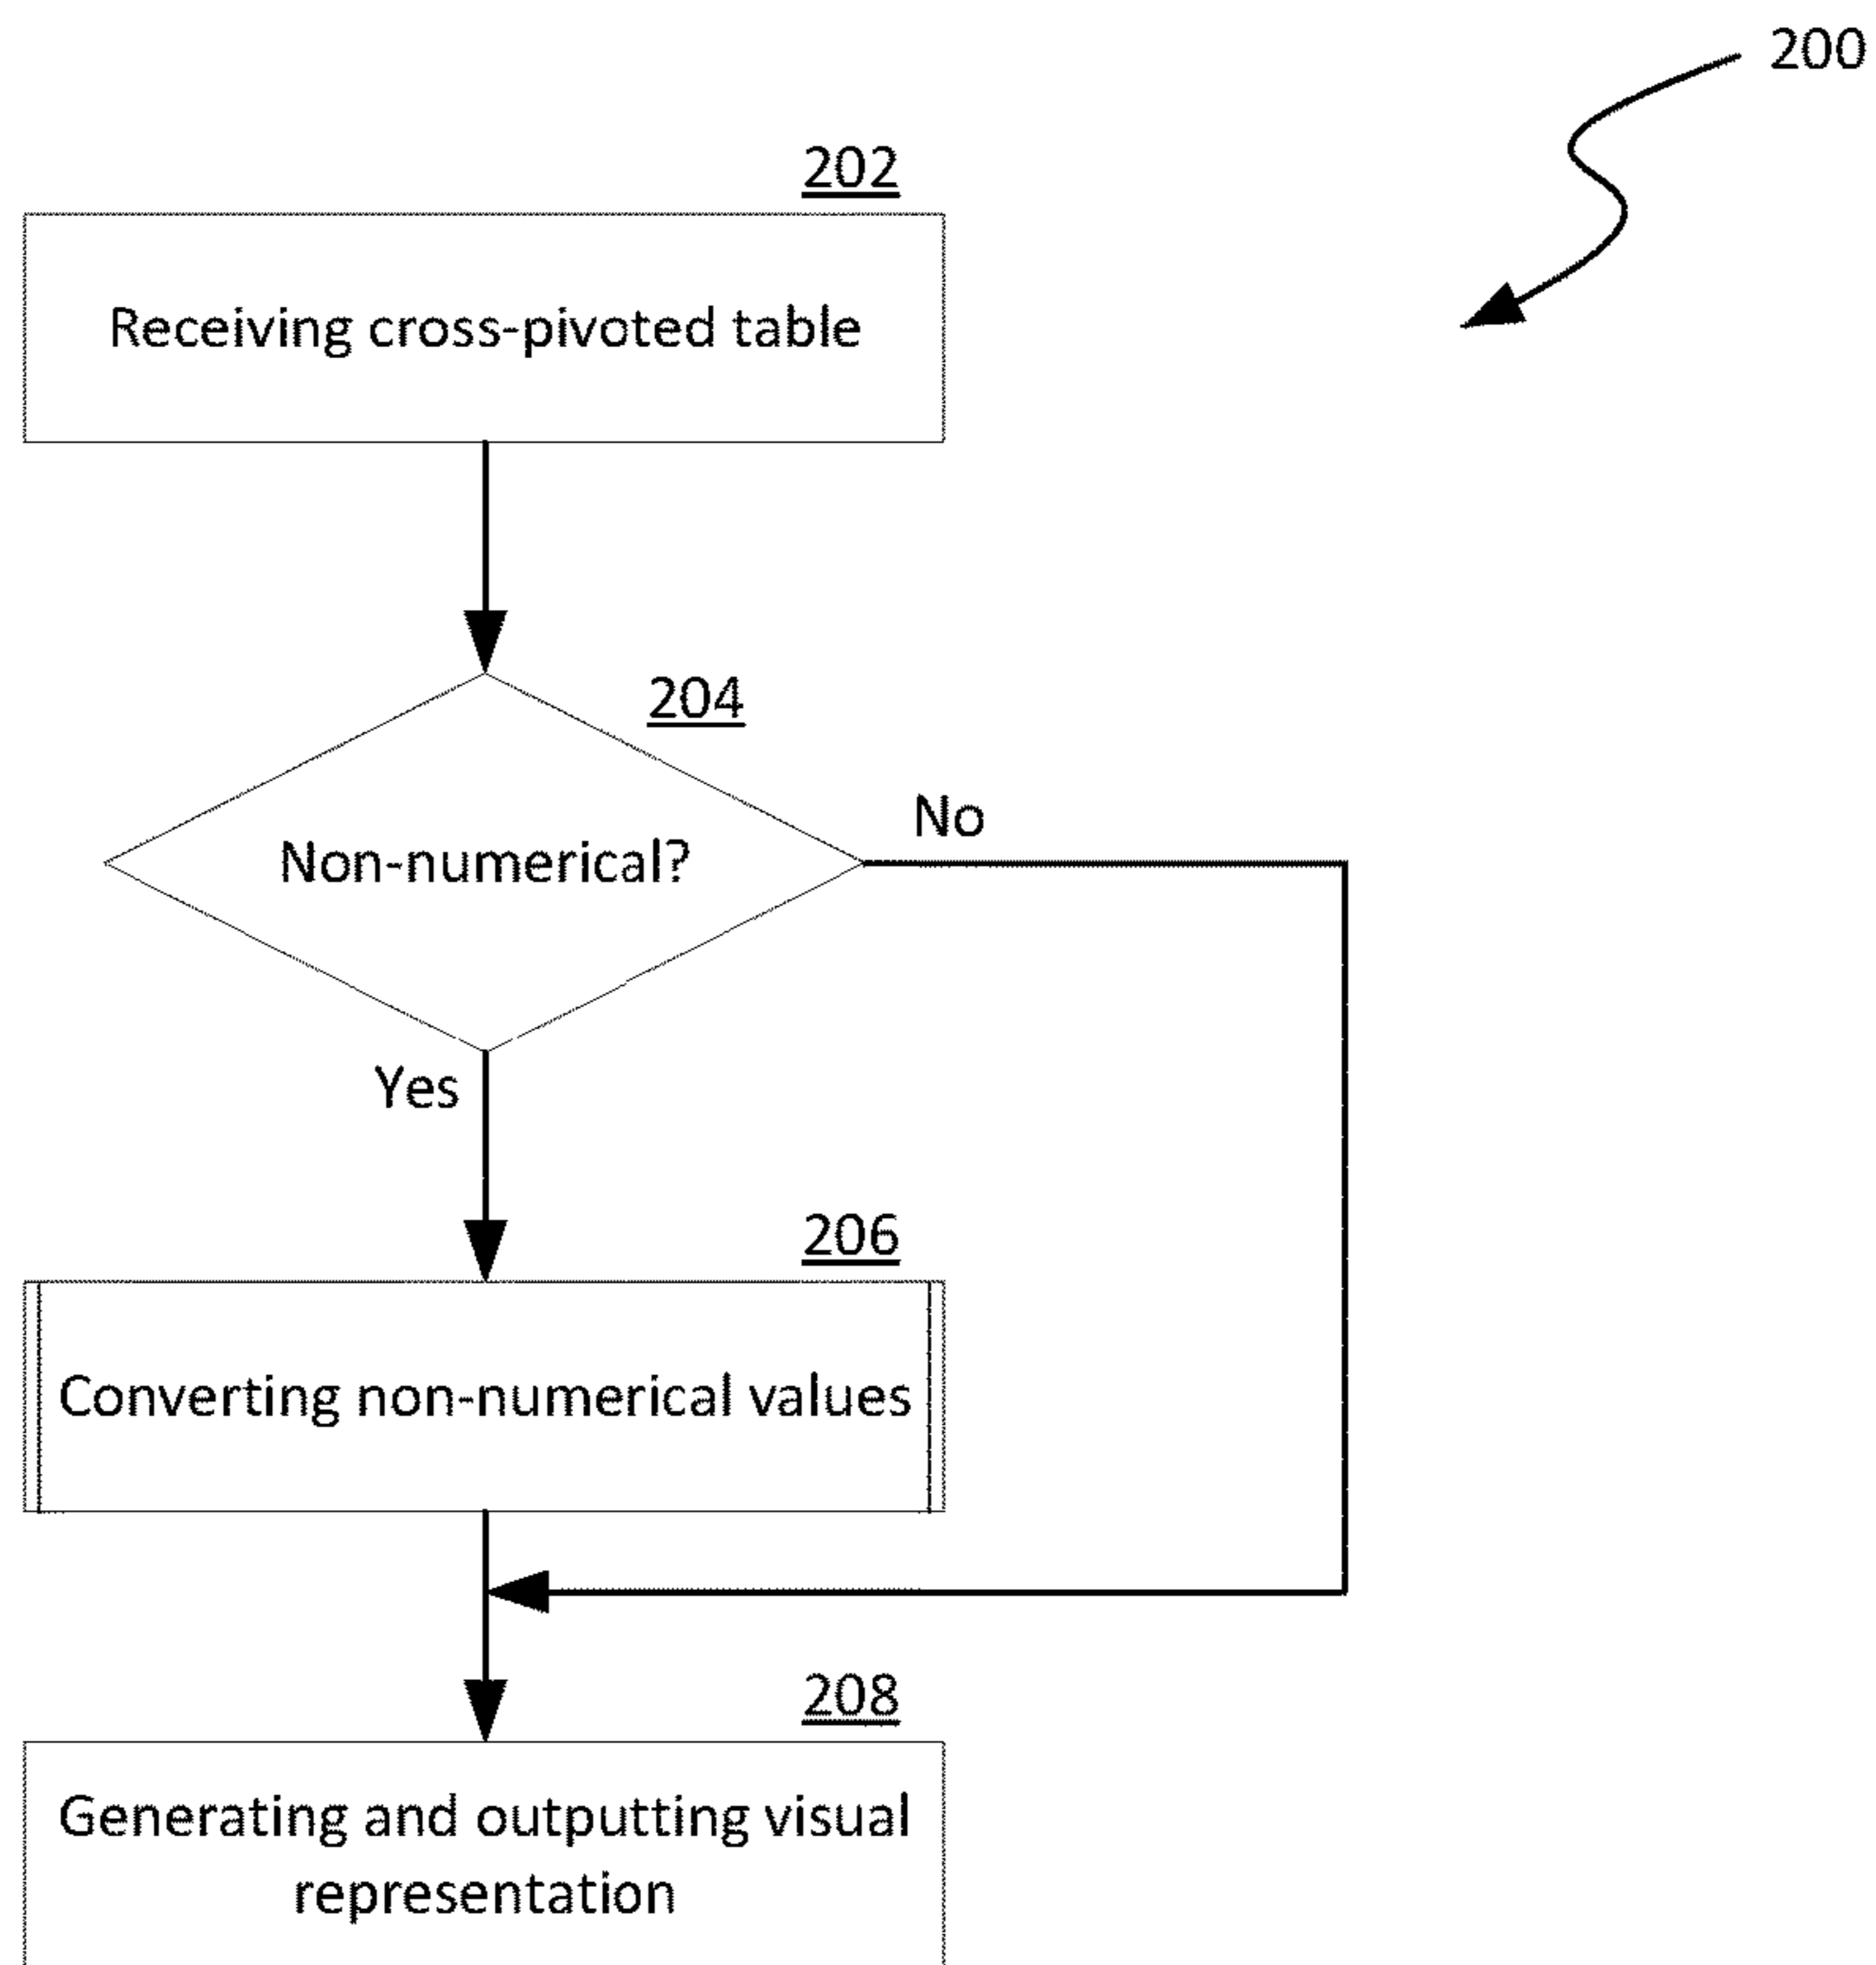 200
202
Receiving cross-pivoted table
204
No
Non-numerical?
Yes
206
Converting non-numerical values
208
Generating and outputting visual
representation